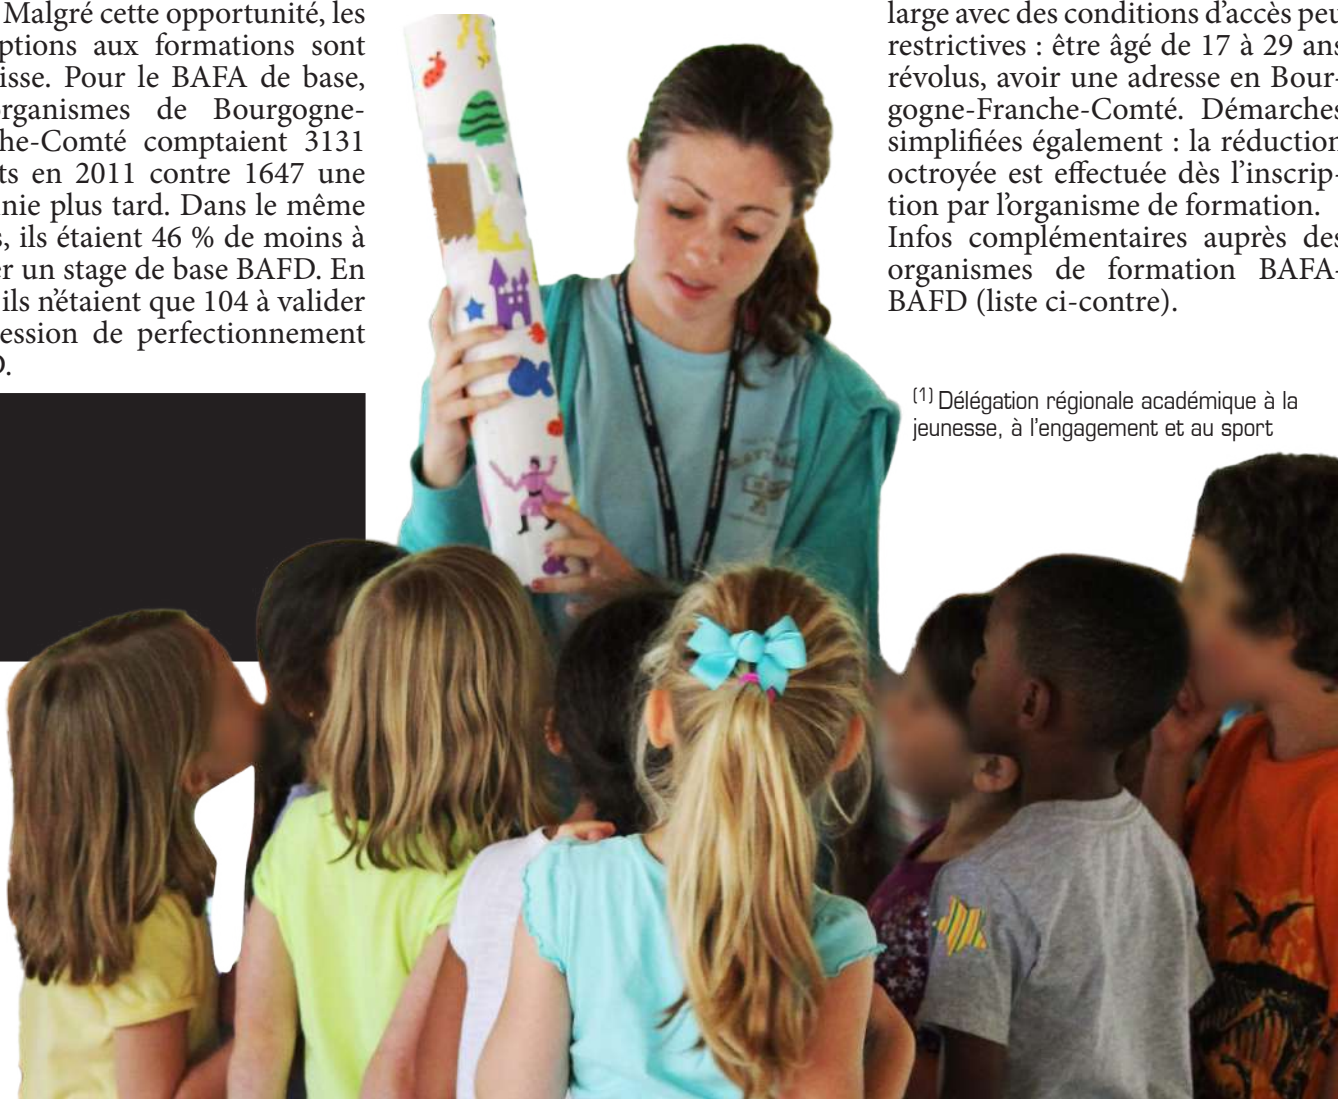 Malgré cette opportunité, les
ptions aux formations sont
isse. Pour le BAFA de base,
rganismes de Bourgogne-
he-Comté comptaient 3131
ts en 2011 contre 1647 une
nie plus tard. Dans le même
s, ils étaient 46 % de moins à
er un stage de base BAFD. En
ils n'étaient que 104 à valider
ession de perfectionnement
D.
large avec des conditions d'accès peu
restrictives : être âgé de 17 à 29 ans
révolus, avoir une adresse en Bour-
gogne-Franche-Comté. Démarches
simplifiées également : la réduction
octroyée est effectuée dès l'inscrip-
tion par l'organisme de formation.
Infos complémentaires auprès des
organismes de formation BAFA-
BAFD (liste ci-contre).
(1) Délégation régionale académique à la
jeunesse, à l'engagement et au sport